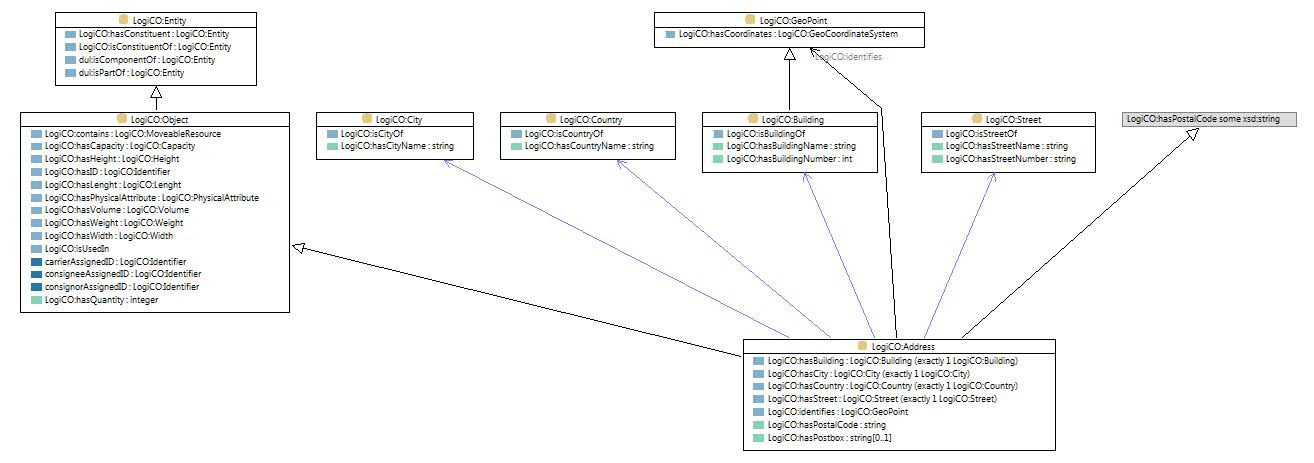 LogiCO:Entity
LogiCO:hasConstituent : LogiCO:Entity
LogiCO:isConstituentOf : LogiCO:Entity
dul:isComponentOf : LogiCO:Entity
dul:isPartOf : LogiCO:Entity
LogiCO:GeoPoint
LogiCO:hasCoordinates : LogiCO:GeoCoordinateSystem
LogiCO:identifies
LogiCO:Object
LogiCO:contains : LogiCO:MoveableResource
LogiCO:hasCapacity : LogiCO:Capacity
LogiCO:hasHeight : LogiCO:Height
LogiCO:hasID : LogiCO:Identifier
LogiCO:hasLenght : LogiCO:Lenght
LogiCO:hasPhysicalAttribute : LogiCO:PhysicalAttribute
LogiCO:hasVolume : LogiCO:Volume
LogiCO:hasWeight : LogiCO:Weight
LogiCO:hasWidth : LogiCO:Width
LogiCO:isUsedIn
carrierAssignedID : LogiCO:Identifier
consigneeAssignedID : LogiCO:Identifier
consignorAssignedID : LogiCO:Identifier
LogiCO:hasQuantity : integer
LogiCO:City
LogiCO:isCityOf
LogiCO:hasCityName : string
LogiCO:Country
LogiCO:isCountryOf
LogiCO:hasCountryName : string
LogiCO:Building
LogiCO:isBuildingOf
LogiCO:hasBuildingName : string
LogiCO:hasBuildingNumber : int
LogiCO:Street
LogiCO:isStreetOf
LogiCO:hasStreetName : string
LogiCO:hasStreetNumber : string
LogiCO:hasPostalCode some xsd:string
LogiCO:Address
LogiCO:hasBuilding : LogiCO:Building (exactly 1 LogiCO:Building)
LogiCO:hasCity : LogiCO:City (exactly 1 LogiCO:City)
LogiCO:hasCountry : LogiCO:Country (exactly 1 LogiCO:Country)
LogiCO:hasStreet : LogiCO:Street (exactly 1 LogiCO:Street)
LogiCO:identifies : LogiCO:GeoPoint
LogiCO:hasPostalCode : string
LogiCO:hasPostbox : string[0..1]